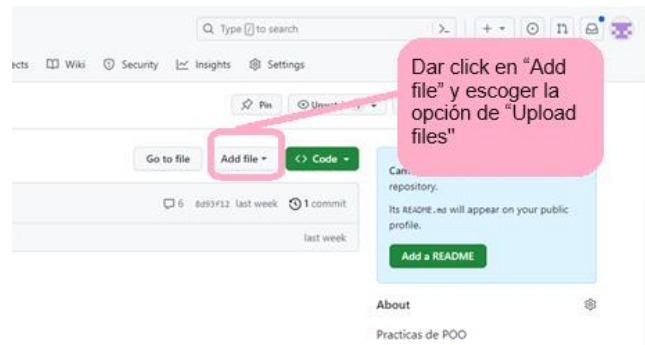 Type / to search
ects Wiki Security Insights Settings
Pin
Dar click en “Add
file” y escoger la
opción de “Upload
files"
Go to file Add file <> Code
repository.
Its README.md will appear on your public
profile.
Add a README
6 8d93f12 last week 1 commit
last week
About
Practicas de POO